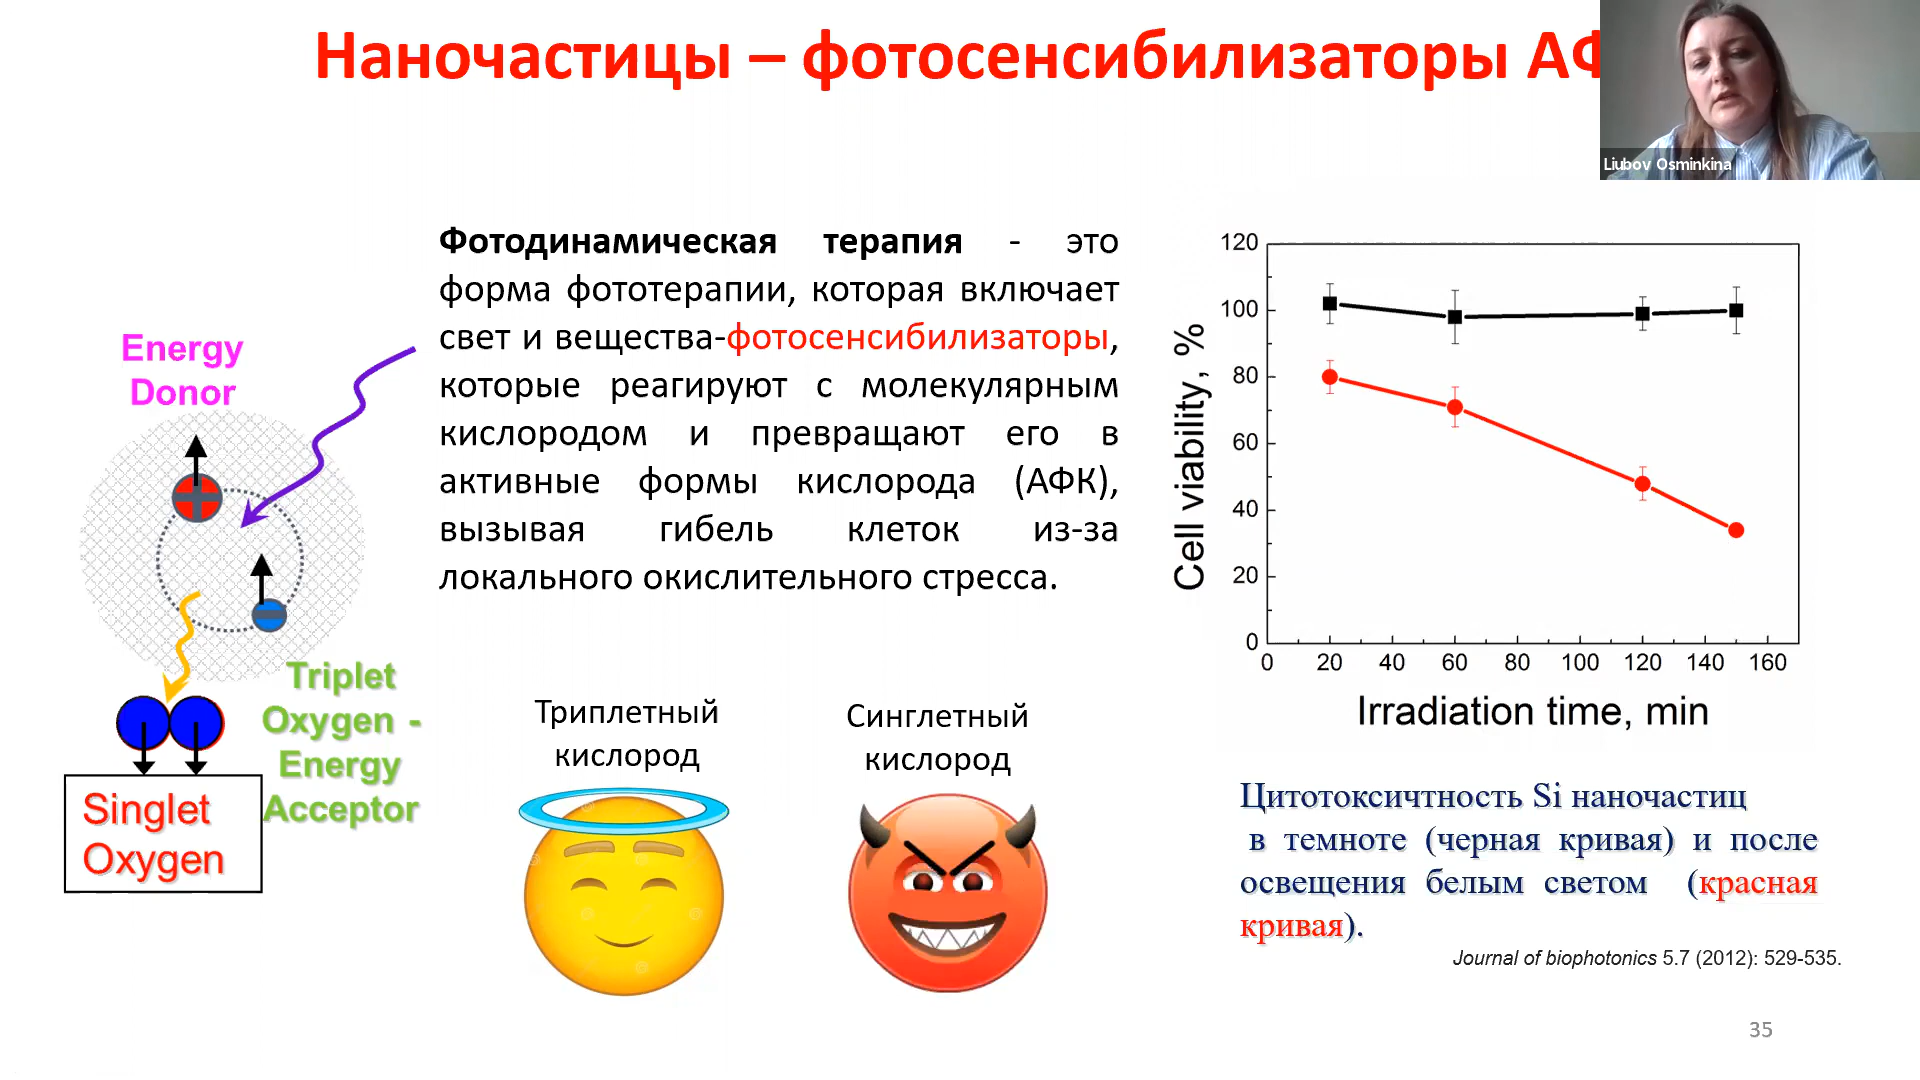 Наночастицы – фотосенсибилизаторы
Liubov Osminkina
Energy
Donor
Triplet
Oxygen -
Energy
Acceptor
Singlet
Oxygen
Фотодинамическая терапия - это
форма фототерапии, которая включает
свет и вещества-фотосенсибилизаторы,
которые реагируют с молекулярным
кислородом и превращают его в
активные формы кислорода (АФК),
вызывая гибель клеток из-за
локального окислительного стресса.
Триплетный
кислород
Синглетный
кислород
Cell viability, %
120
100
80
60
40
20
0
0 20 40 60 80 100 120 140 160
Irradiation time, min
Цитотоксичтность Si наночастиц
в темноте (черная кривая) и после
освещения белым светом (красная
кривая).
Journal of biophotonics 5.7 (2012): 529-535.
35